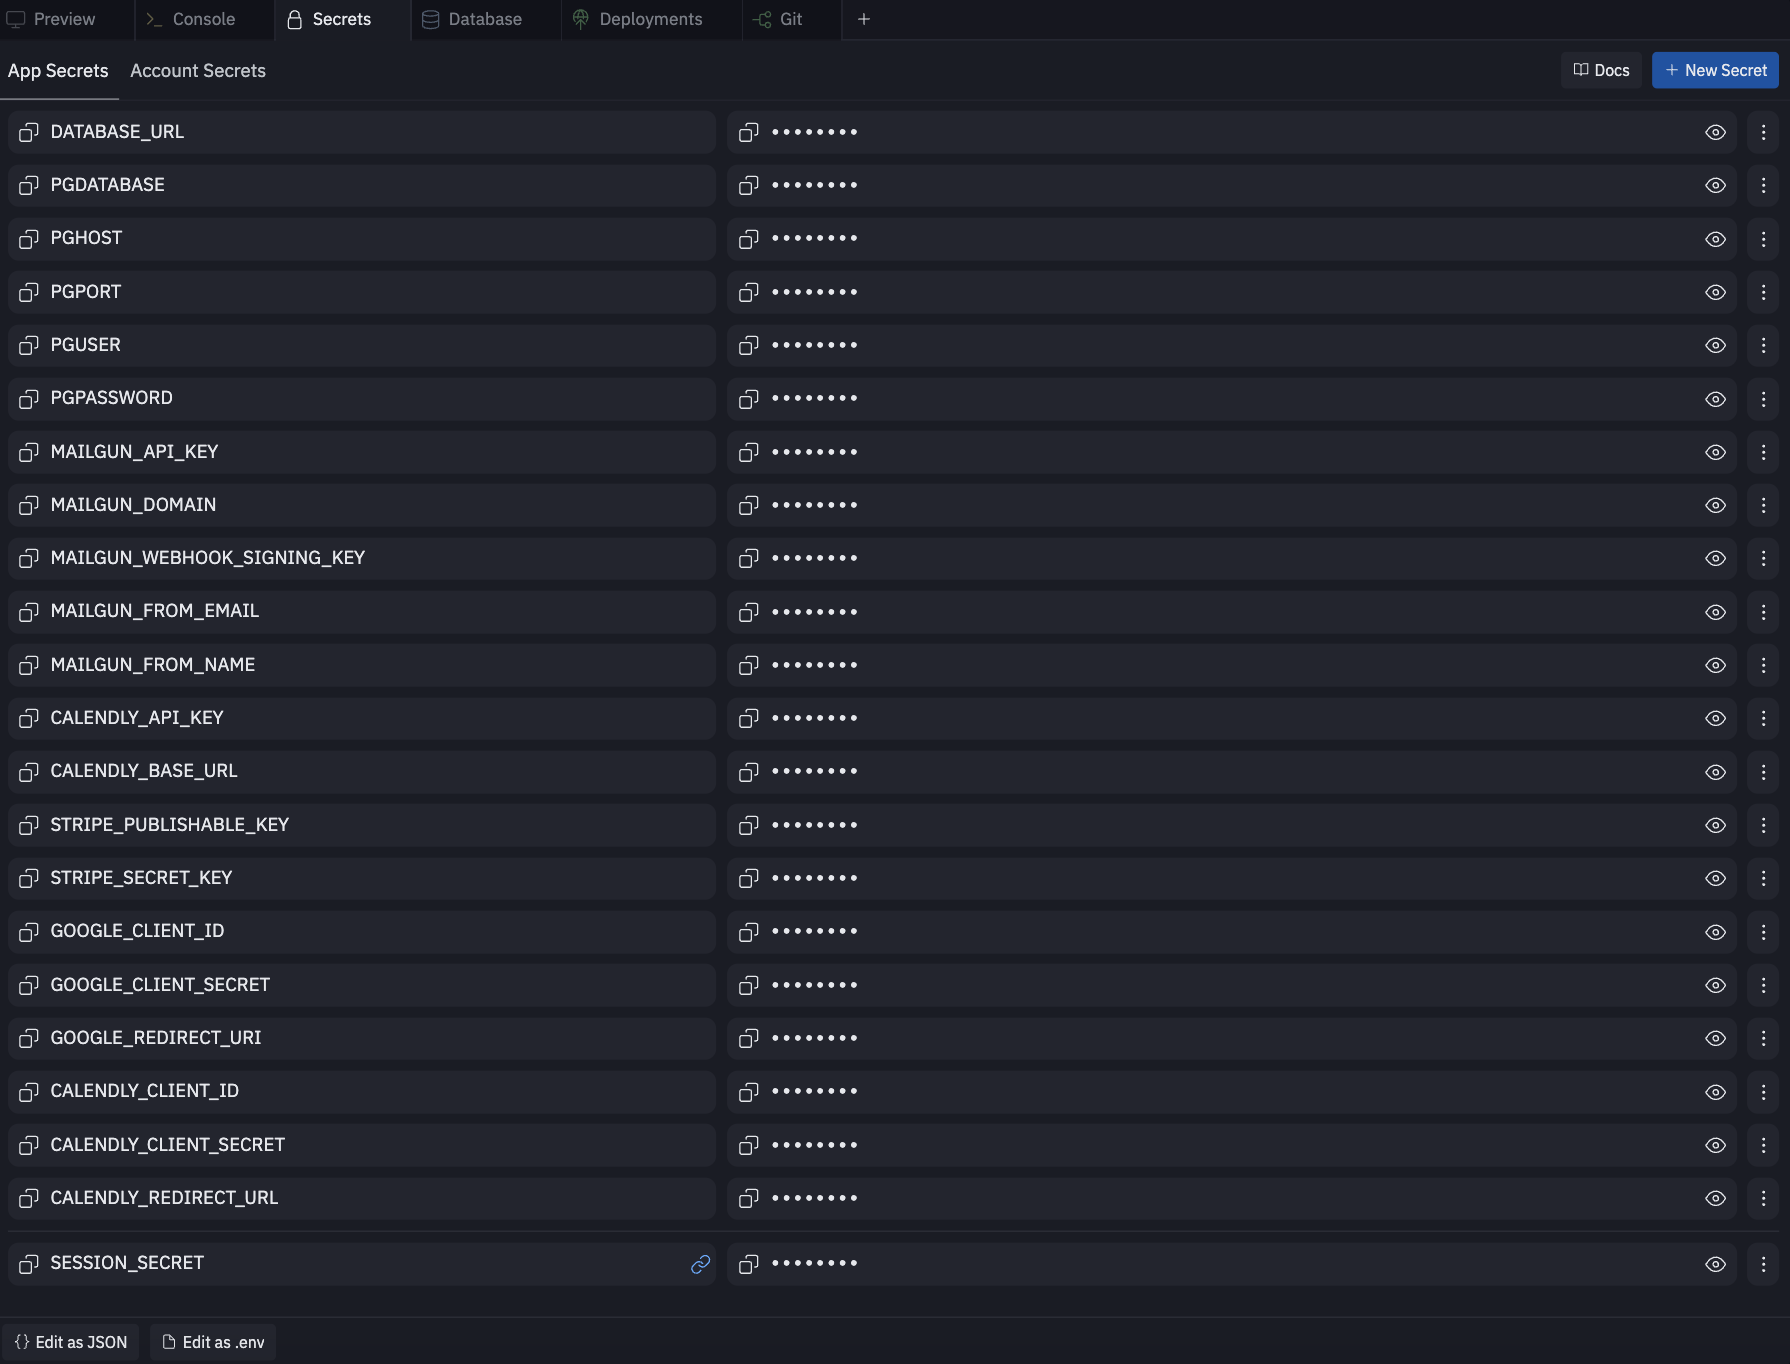 Preview
Console
Secrets
Database
Deployments
Git
+
App Secrets
Account Secrets
Docs
+ New Secret
DATABASE_URL ••••••••
PGDATABASE ••••••••
PGHOST ••••••••
PGPORT ••••••••
PGUSER ••••••••
PGPASSWORD ••••••••
MAILGUN_API_KEY ••••••••
MAILGUN_DOMAIN ••••••••
MAILGUN_WEBHOOK_SIGNING_KEY ••••••••
MAILGUN_FROM_EMAIL ••••••••
MAILGUN_FROM_NAME ••••••••
CALENDLY_API_KEY ••••••••
CALENDLY_BASE_URL ••••••••
STRIPE_PUBLISHABLE_KEY ••••••••
STRIPE_SECRET_KEY ••••••••
GOOGLE_CLIENT_ID ••••••••
GOOGLE_CLIENT_SECRET ••••••••
GOOGLE_REDIRECT_URI ••••••••
CALENDLY_CLIENT_ID ••••••••
CALENDLY_CLIENT_SECRET ••••••••
CALENDLY_REDIRECT_URL ••••••••
SESSION_SECRET ••••••••
{} Edit as JSON
Edit as .env